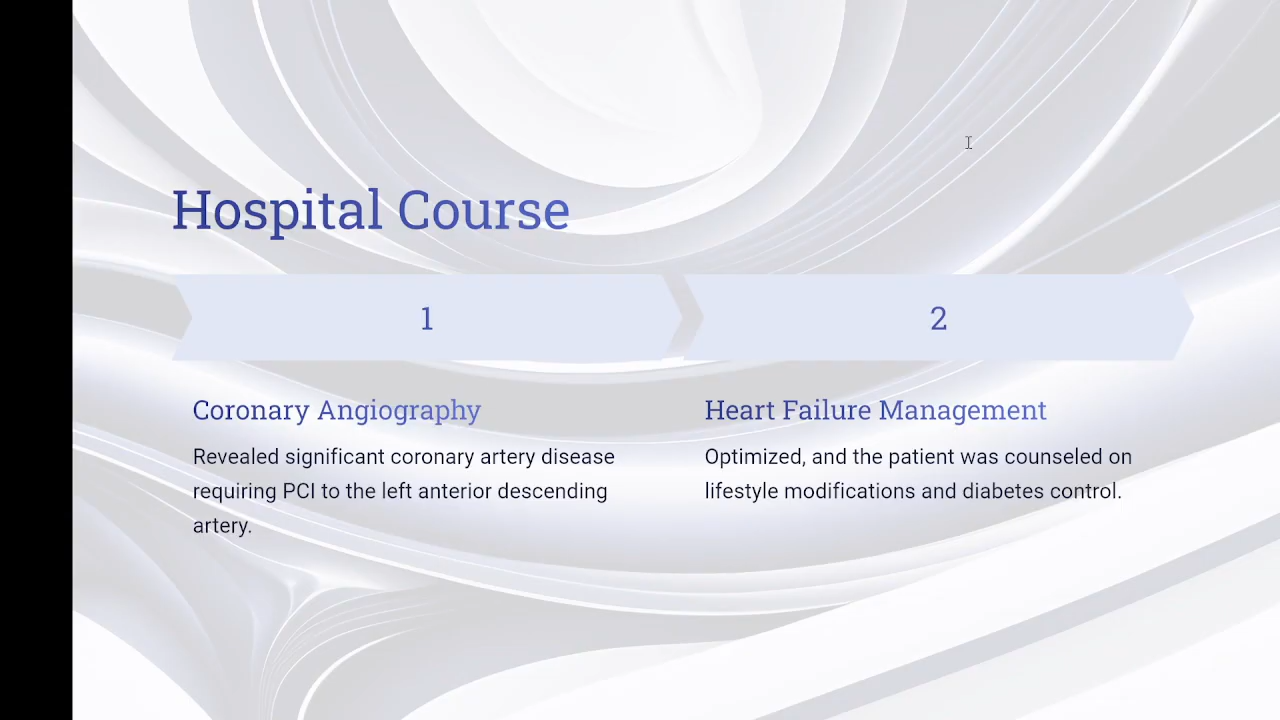 Hospital Course
1
2
Coronary Angiography
Revealed significant coronary artery disease
requiring PCI to the left anterior descending
artery.
Heart Failure Management
Optimized, and the patient was counseled on
lifestyle modifications and diabetes control.